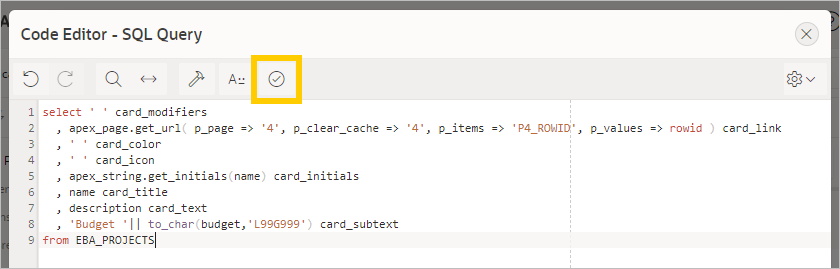 Code Editor - SQL Query
A
1 select ' ' card_modifiers
2 , apex_page.get_url( p_page => '4', p_clear_cache => '4', p_items => 'P4_ROWID', p_values => rowid ) card_link
3 , ' ' card_color
4 , ' ' card_icon
5 , apex_string.get_initials(name) card_initials
6 , name card_title
7 , description card_text
8 , 'Budget '|| to_char(budget,'L99G999') card_subtext
9 from EBA_PROJECTS